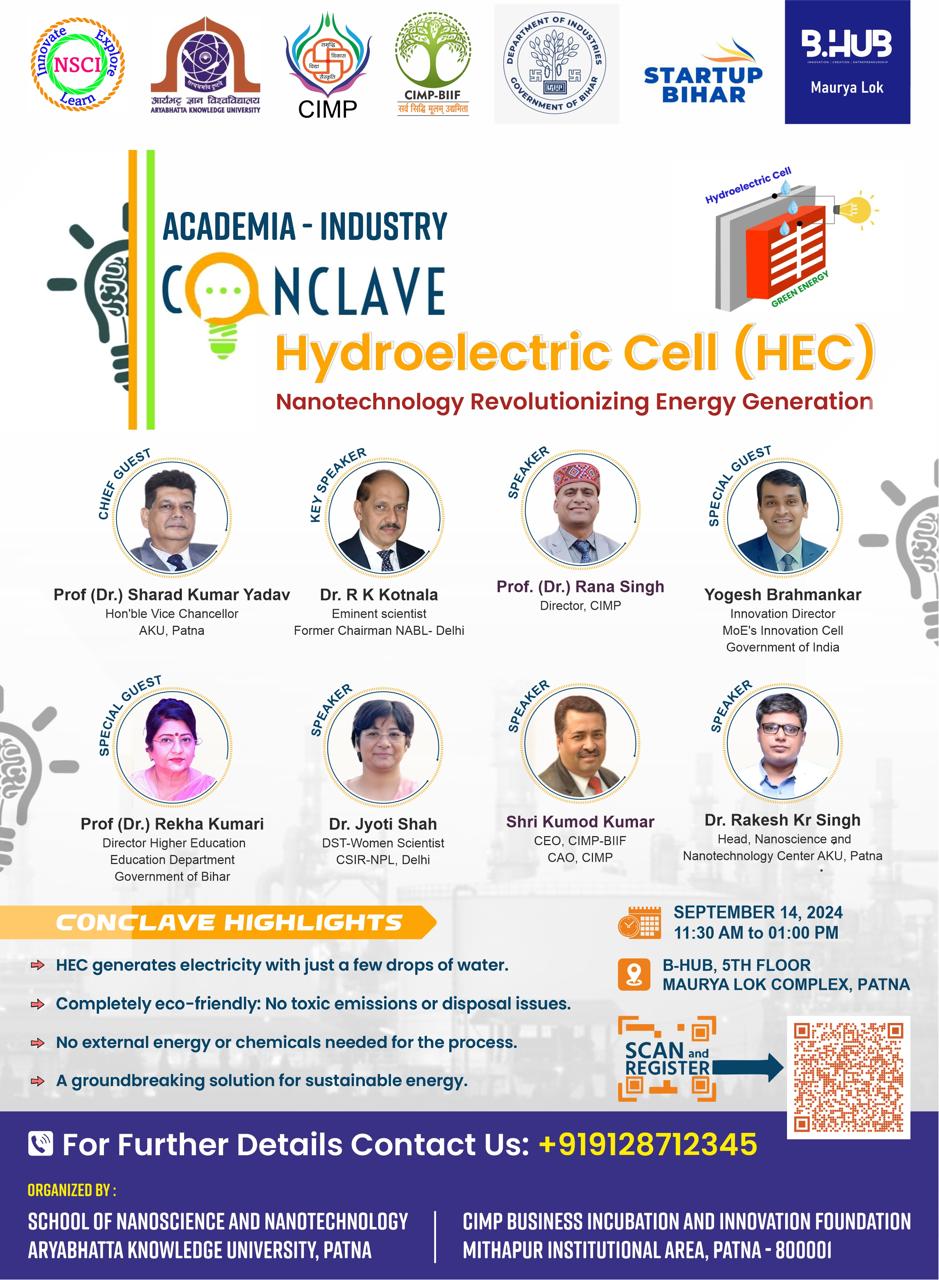 Innovate Explore Learn
NSCI
आर्यभट्ट ज्ञान विश्वविद्यालय
ARYABHATTA KNOWLEDGE UNIVERSITY
समृद्धि
विकास
विद्या
संस्कृति
CIMP
CIMP-BIIF
सर्व सिद्धि मूलम् उद्यमिता
DEPARTMENT OF INDUSTRIES
GOVERNMENT OF BIHAR
STARTUP
BIHAR
B.HUB
INNOVATION | CREATION | ENTREPRENEURSHIP
Maurya Lok
ACADEMIA - INDUSTRY
CONCLAVE
Hydroelectric Cell
GREEN ENERGY
Hydroelectric Cell (HEC)
Nanotechnology Revolutionizing Energy Generation
CHIEF GUEST
Prof (Dr.) Sharad Kumar Yadav
Hon'ble Vice Chancellor
AKU, Patna
KEY SPEAKER
Dr. R K Kotnala
Eminent scientist
Former Chairman NABL- Delhi
SPEAKER
Prof. (Dr.) Rana Singh
Director, CIMP
SPECIAL GUEST
Yogesh Brahmankar
Innovation Director
MoE's Innovation Cell
Government of India
SPECIAL GUEST
Prof (Dr.) Rekha Kumari
Director Higher Education
Education Department
Government of Bihar
SPEAKER
Dr. Jyoti Shah
DST-Women Scientist
CSIR-NPL, Delhi
SPEAKER
Shri Kumod Kumar
CEO, CIMP-BIIF
CAO, CIMP
SPEAKER
Dr. Rakesh Kr Singh
Head, Nanoscience and
Nanotechnology Center AKU, Patna
CONCLAVE HIGHLIGHTS
HEC generates electricity with just a few drops of water.
Completely eco-friendly: No toxic emissions or disposal issues.
No external energy or chemicals needed for the process.
A groundbreaking solution for sustainable energy.
SEPTEMBER 14, 2024
11:30 AM to 01:00 PM
B-HUB, 5TH FLOOR
MAURYA LOK COMPLEX, PATNA
SCAN and
REGISTER
For Further Details Contact Us: +919128712345
ORGANIZED BY :
SCHOOL OF NANOSCIENCE AND NANOTECHNOLOGY
ARYABHATTA KNOWLEDGE UNIVERSITY, PATNA
CIMP BUSINESS INCUBATION AND INNOVATION FOUNDATION
MITHAPUR INSTITUTIONAL AREA, PATNA - 800001